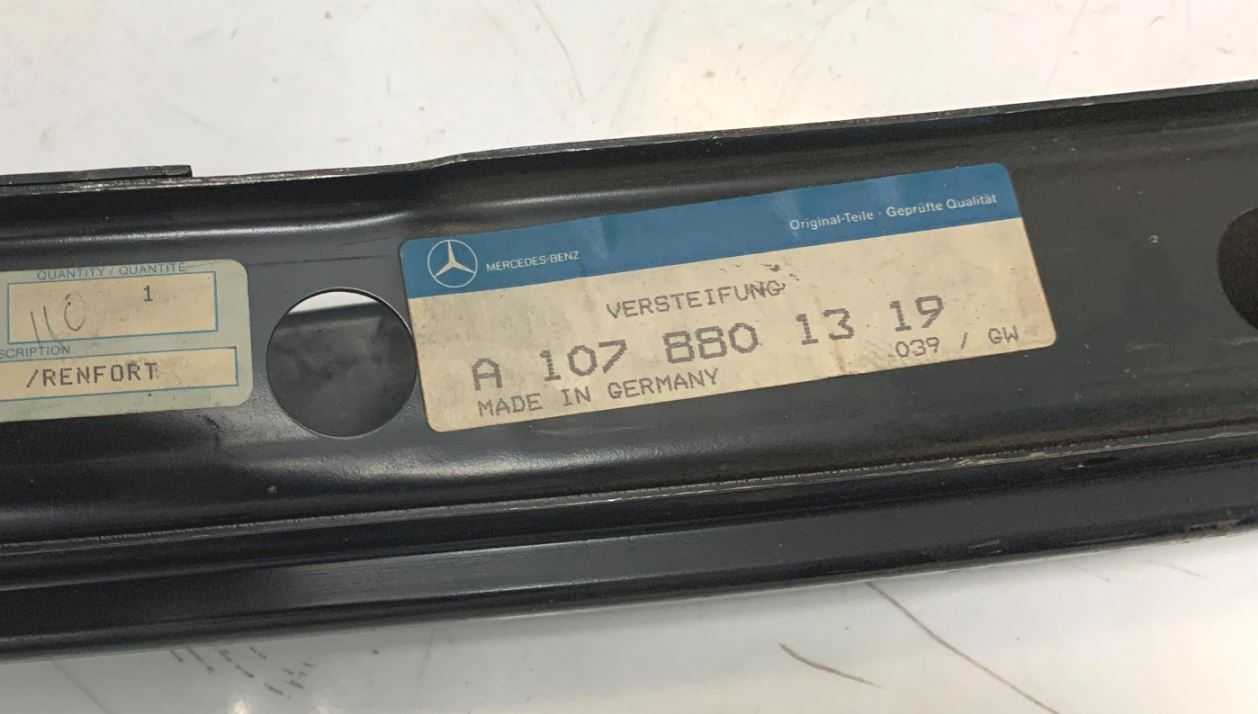 QUANTITY / QUANTITE
1
110
SCRIPTION
/RENFORT
MERCEDES-BENZ
Original-Teile · Geprüfte Qualität
VERSTEIFUNG
A 107 880 13 19
MADE IN GERMANY
039 / GW